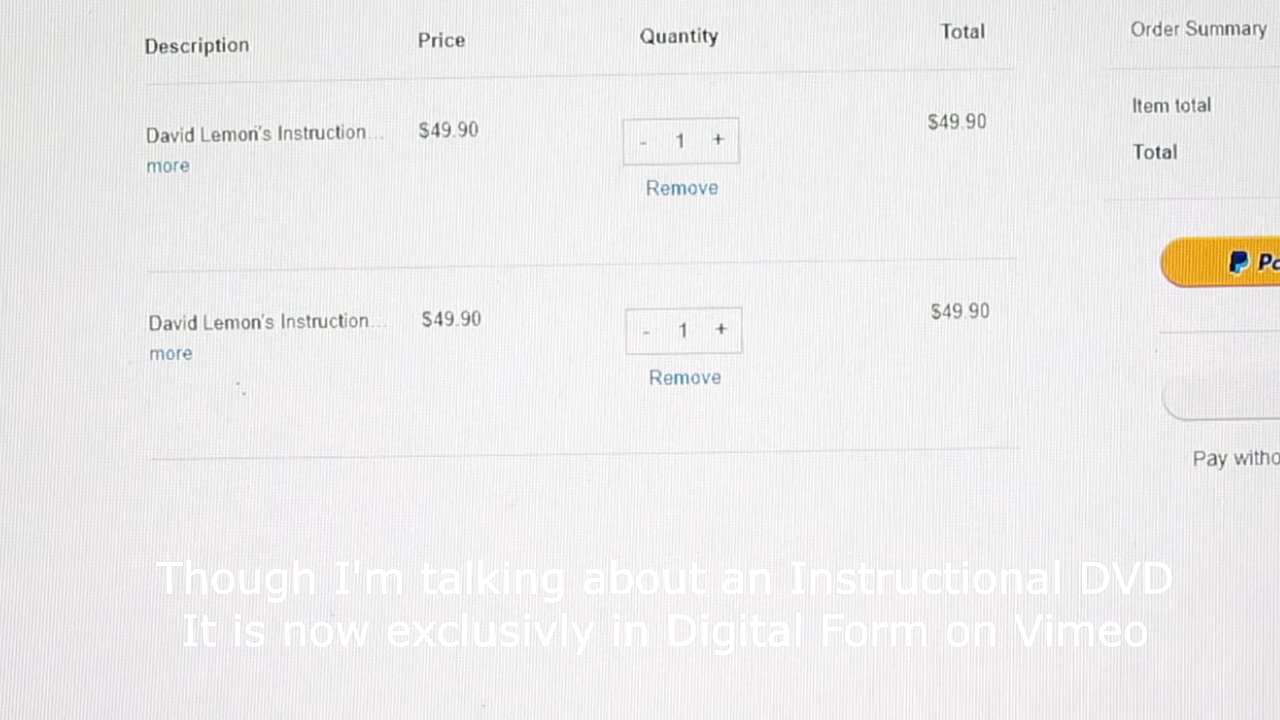 Description Price Quantity Total Order Summary
David Lemon's Instruction... $49.90 - 1 + $49.90 Item total
more
Total
Remove
David Lemon's Instruction... $49.90 - 1 + $49.90
more
Remove
Pay
Though I'm talking about an Instructional DVD
It is now exclusivly in Digital Form on Vimeo